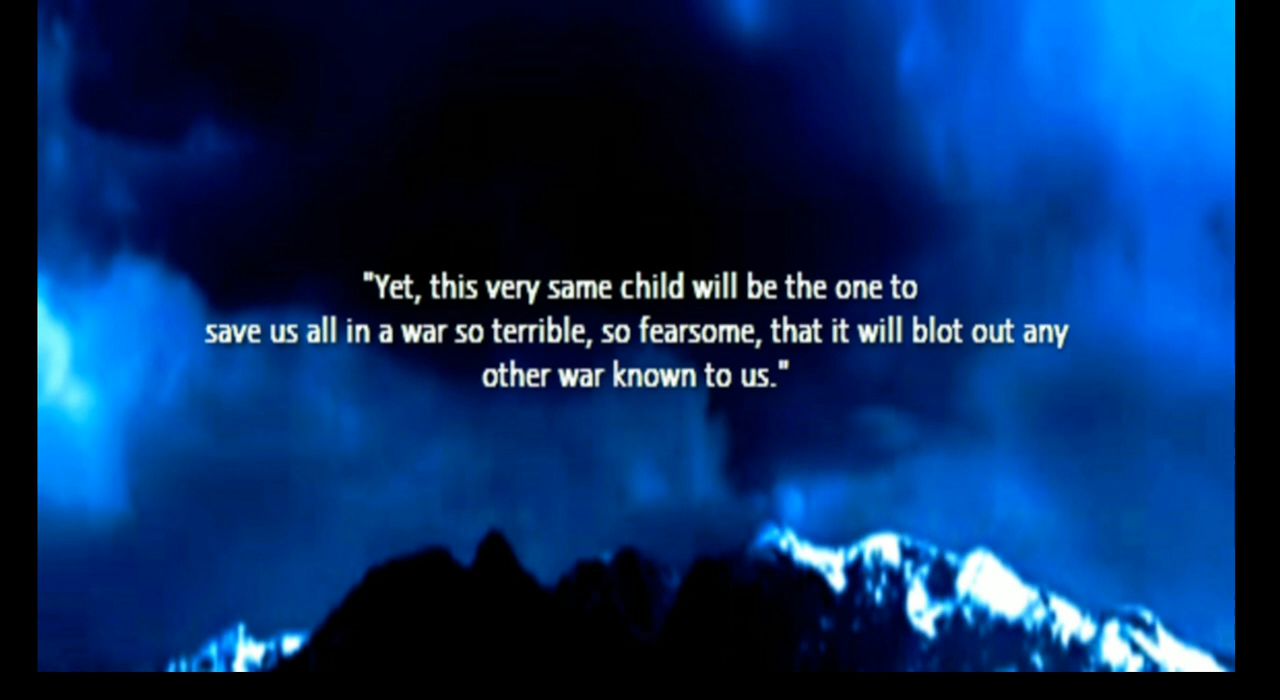 "Yet, this very same child will be the one to
save us all in a war so terrible, so fearsome, that it will blot out any
other war known to us."